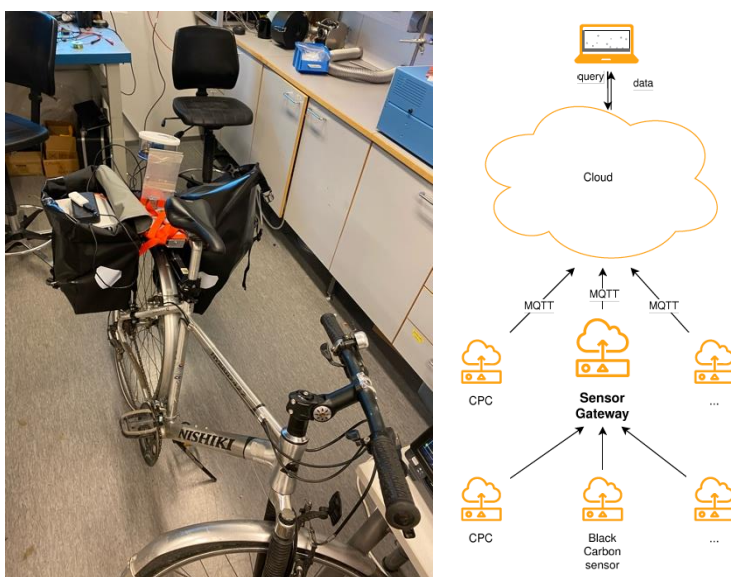 NISHIKI
query
data
Cloud
MQTT
MQTT
MQTT
CPC
Sensor
Gateway
...
CPC
Black
Carbon
sensor
...